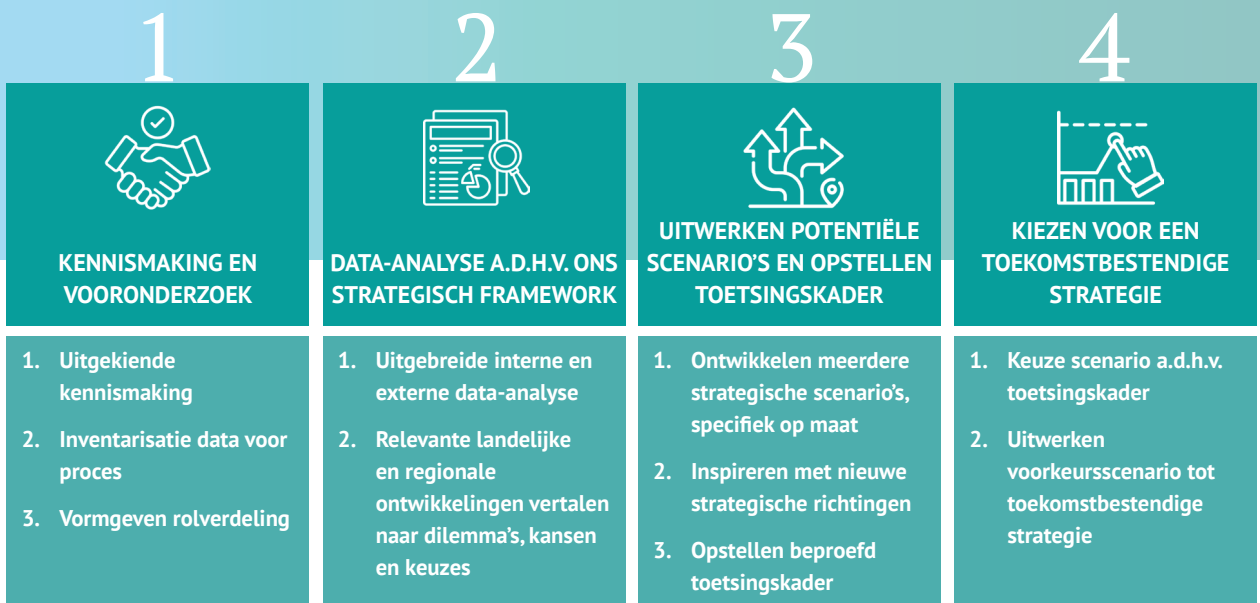 1
KENNISMAKING EN
VOORONDERZOEK
1. Uitgekiende
kennismaking
2. Inventarisatie data voor
proces
3. Vormgeven rolverdeling
2
DATA-ANALYSE A.D.H.V. ONS
STRATEGISCH FRAMEWORK
1. Uitgebreide interne en
externe data-analyse
2. Relevante landelijke
en regionale
ontwikkelingen vertalen
naar dilemma’s, kansen
en keuzes
3
UITWERKEN POTENTIËLE
SCENARIO’S EN OPSTELLEN
TOETSINGSKADER
1. Ontwikkelen meerdere
strategische scenario’s,
specifiek op maat
2. Inspireren met nieuwe
strategische richtingen
3. Opstellen beproefd
toetsingskader
4
KIEZEN VOOR EEN
TOEKOMSTBESTENDIGE
STRATEGIE
1. Keuze scenario a.d.h.v.
toetsingskader
2. Uitwerken
voorkeursscenario tot
toekomstbestendige
strategie